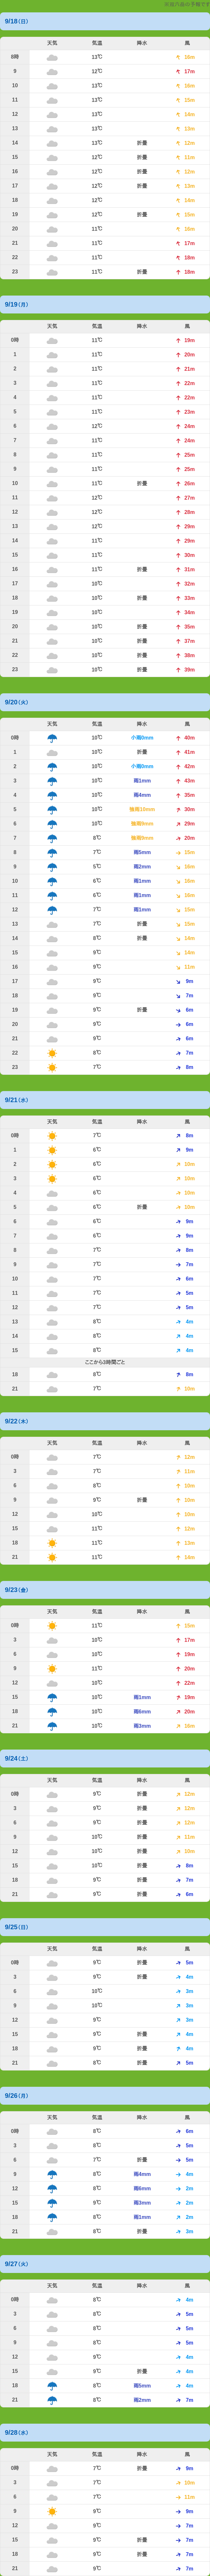 9/18(日)
天気 気温 降水 風
8時 13℃ 16m
9 12℃ 17m
10 13℃ 16m
11 13℃ 15m
12 13℃ 14m
13 13℃ 13m
14 13℃ 折畳 12m
15 12℃ 折畳 11m
16 12℃ 折畳 12m
17 12℃ 折畳 13m
18 12℃ 14m
19 12℃ 折畳 15m
20 11℃ 16m
21 11℃ 17m
22 11℃ 18m
23 11℃ 折畳 18m
9/19(月)
天気 気温 降水 風
0時 11℃ 19m
1 11℃ 20m
2 11℃ 21m
3 11℃ 22m
4 11℃ 22m
5 11℃ 23m
6 12℃ 24m
7 11℃ 24m
8 11℃ 25m
9 11℃ 25m
10 11℃ 折畳 26m
11 12℃ 27m
12 12℃ 28m
13 12℃ 29m
14 11℃ 29m
15 11℃ 30m
16 11℃ 折畳 31m
17 10℃ 32m
18 10℃ 折畳 33m
19 10℃ 34m
20 10℃ 折畳 35m
21 10℃ 折畳 37m
22 10℃ 折畳 38m
23 10℃ 折畳 39m
9/20(火)
天気 気温 降水 風
0時 10℃ 小雨0mm 40m
1 10℃ 折畳 41m
2 10℃ 小雨0mm 42m
3 10℃ 雨1mm 43m
4 10℃ 雨4mm 35m
5 10℃ 強雨10mm 30m
6 10℃ 強雨9mm 29m
7 8℃ 強雨8mm 20m
8 7℃ 雨5mm 15m
9 5℃ 雨2mm 16m
10 6℃ 雨1mm 16m
11 6℃ 雨1mm 16m
12 7℃ 雨1mm 15m
13 7℃ 折畳 15m
14 8℃ 折畳 14m
15 9℃ 14m
16 9℃ 11m
17 9℃ 9m
18 9℃ 7m
19 9℃ 折畳 6m
20 9℃ 6m
21 9℃ 6m
22 8℃ 7m
23 7℃ 8m
9/21(水)
天気 気温 降水 風
0時 7℃ 8m
1 6℃ 9m
2 6℃ 10m
3 6℃ 10m
4 6℃ 10m
5 6℃ 折畳 10m
6 6℃ 9m
7 6℃ 9m
8 7℃ 8m
9 7℃ 7m
10 7℃ 6m
11 7℃ 5m
12 7℃ 5m
13 8℃ 4m
14 8℃ 4m
15 8℃ 4m
ここから3時間ごと
18 8℃ 8m
21 7℃ 10m
9/22(木)
天気 気温 降水 風
0時 7℃ 12m
3 7℃ 11m
6 8℃ 10m
9 9℃ 折畳 10m
12 10℃ 10m
15 11℃ 12m
18 11℃ 13m
21 11℃ 14m
9/23(金)
天気 気温 降水 風
0時 11℃ 15m
3 10℃ 17m
6 10℃ 19m
9 11℃ 20m
12 10℃ 22m
15 10℃ 雨1mm 19m
18 10℃ 雨6mm 20m
21 10℃ 雨3mm 16m
9/24(土)
天気 気温 降水 風
0時 9℃ 折畳 12m
3 9℃ 折畳 12m
6 9℃ 折畳 12m
9 10℃ 折畳 11m
12 10℃ 折畳 10m
15 10℃ 折畳 8m
18 9℃ 折畳 7m
21 9℃ 折畳 6m
9/25(日)
天気 気温 降水 風
0時 9℃ 折畳 5m
3 9℃ 折畳 4m
6 10℃ 3m
9 10℃ 3m
12 9℃ 3m
15 9℃ 折畳 4m
18 9℃ 折畳 4m
21 8℃ 折畳 5m
9/26(月)
天気 気温 降水 風
0時 8℃ 6m
3 8℃ 5m
6 7℃ 折畳 5m
9 8℃ 雨4mm 4m
12 9℃ 雨6mm 2m
15 9℃ 雨3mm 2m
18 8℃ 雨1mm 2m
21 8℃ 折畳 3m
9/27(火)
天気 気温 降水 風
0時 8℃ 4m
3 8℃ 5m
6 8℃ 5m
9 8℃ 5m
12 9℃ 4m
15 9℃ 折畳 4m
18 8℃ 雨5mm 4m
21 8℃ 雨2mm 7m
9/28(水)
天気 気温 降水 風
0時 7℃ 折畳 9m
3 7℃ 10m
6 7℃ 11m
9 9℃ 9m
12 9℃ 7m
15 9℃ 折畳 7m
18 9℃ 折畳 7m
21 8℃ 7m